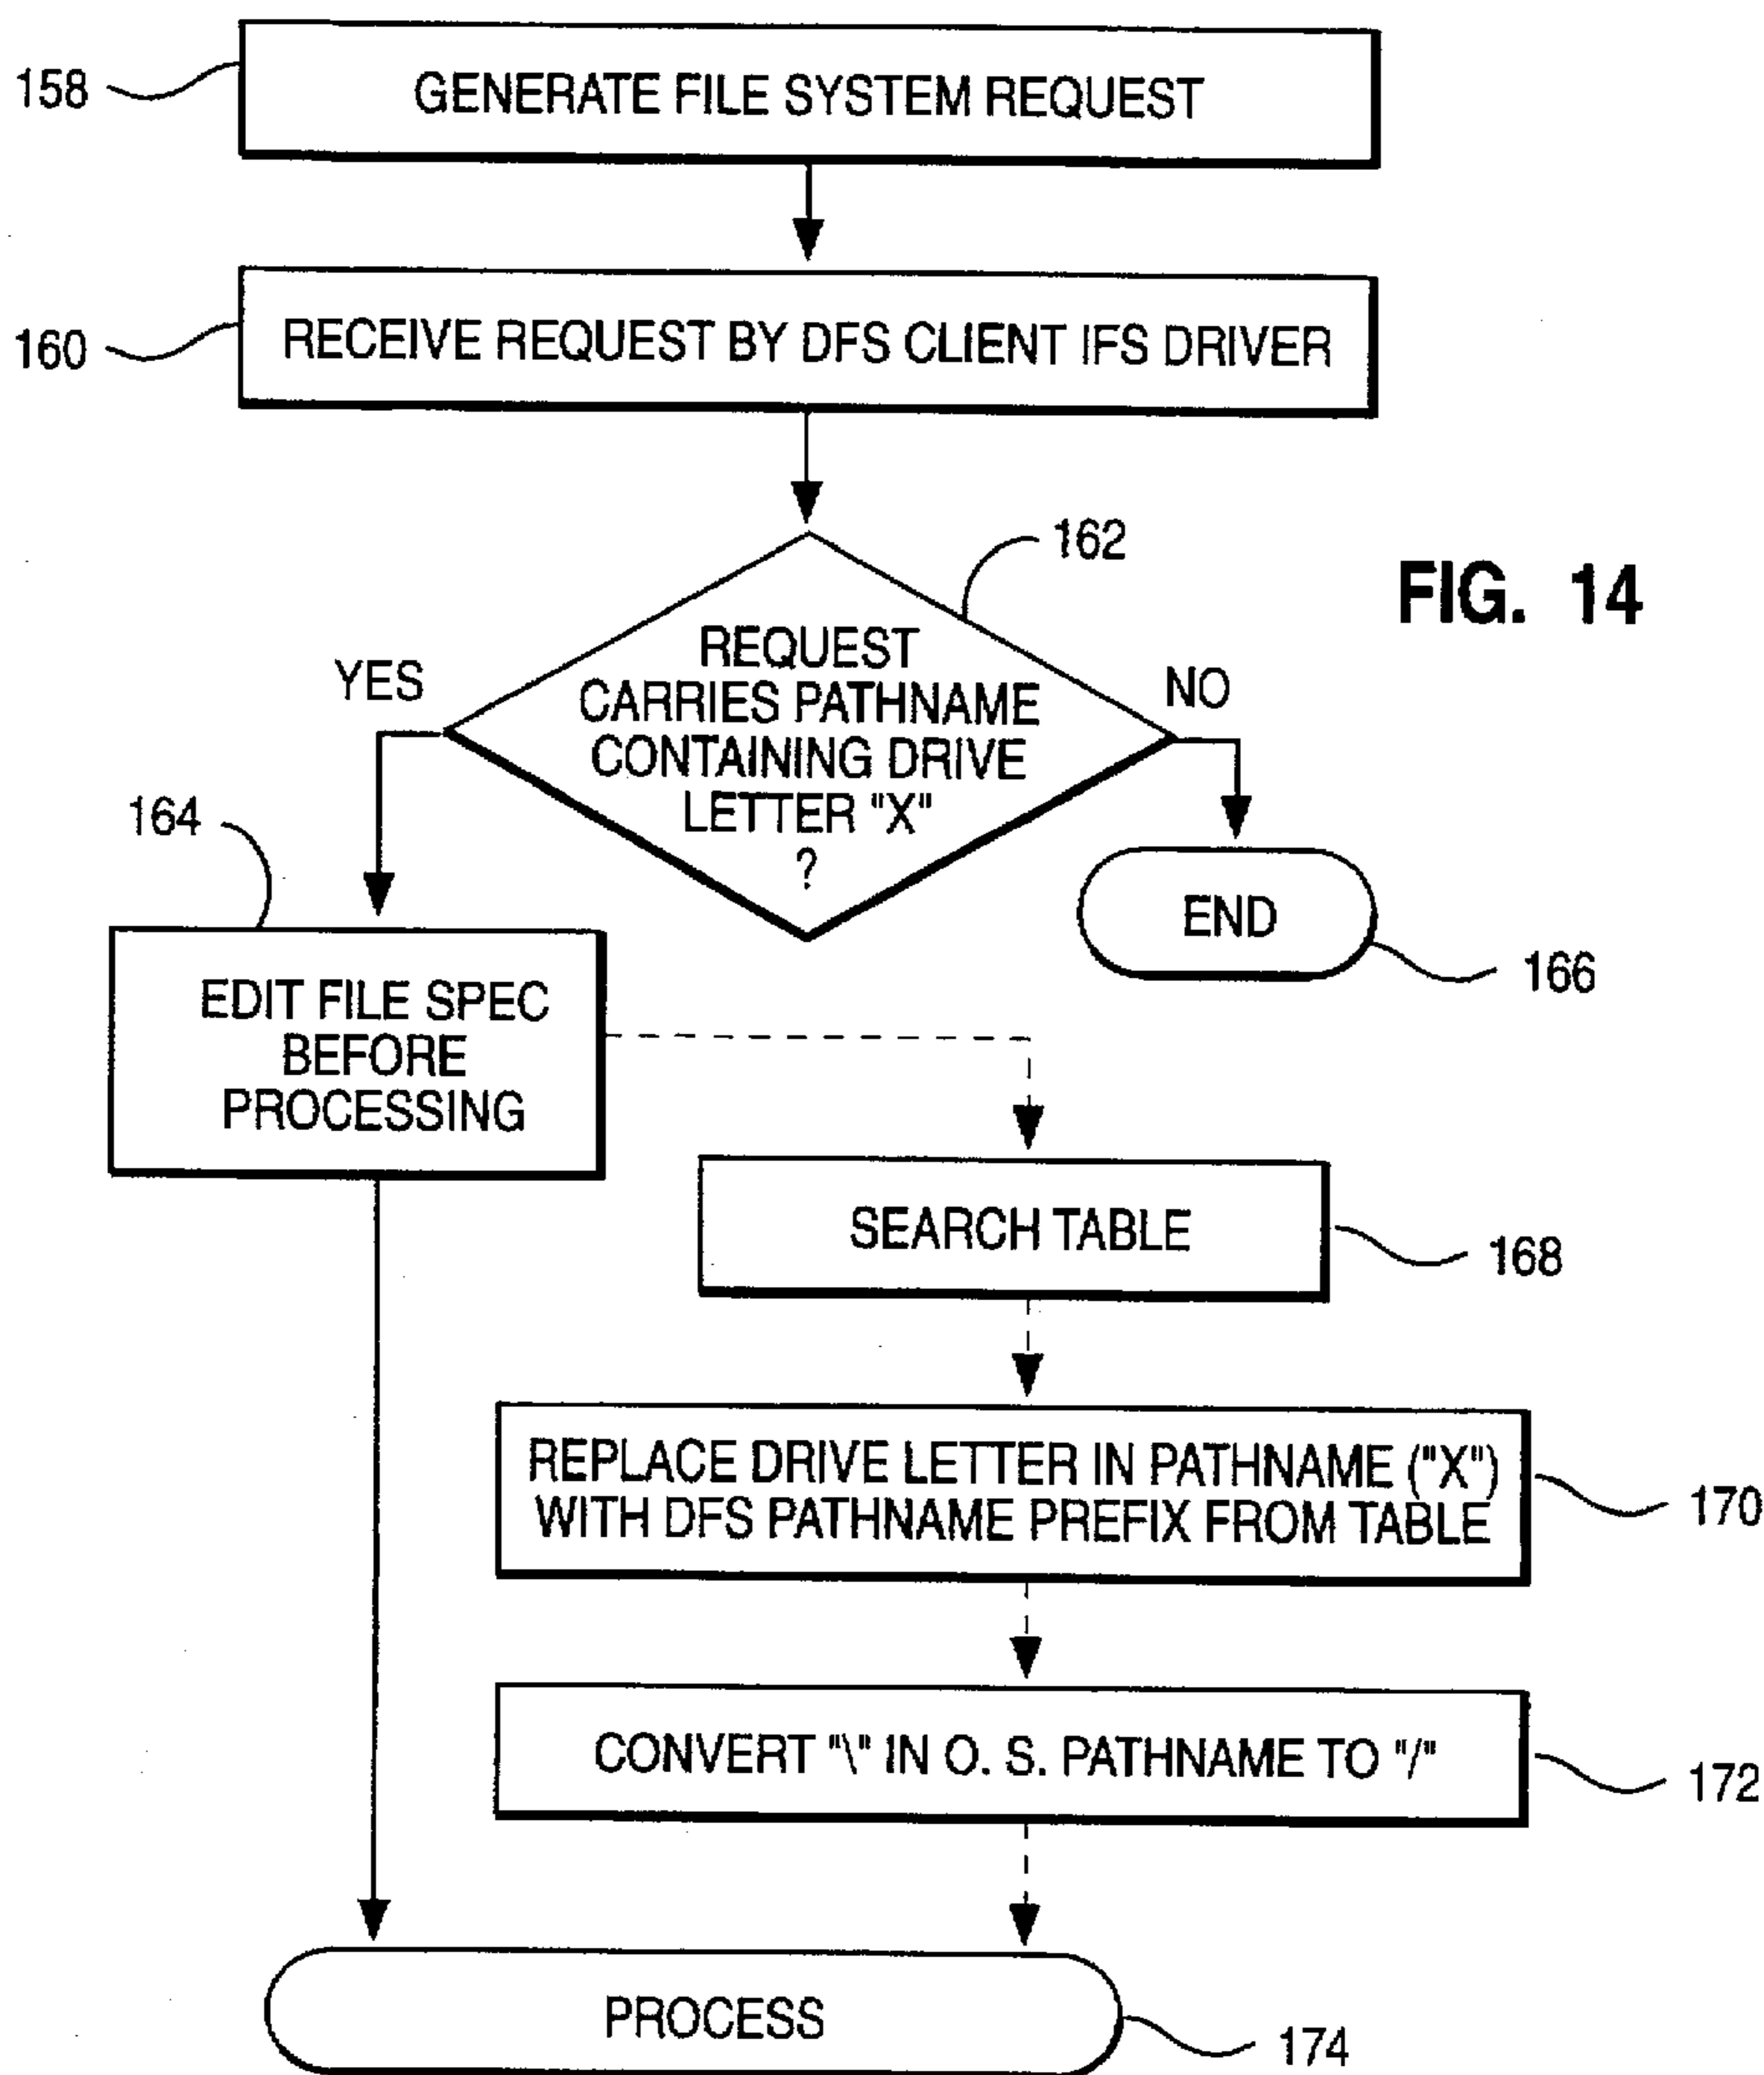 158
GENERATE FILE SYSTEM REQUEST
160
RECEIVE REQUEST BY DFS CLIENT IFS DRIVER
162
FIG. 14
REQUEST
CARRIES PATHNAME
CONTAINING DRIVE
LETTER "X"
?
YES
NO
164
END
166
EDIT FILE SPEC
BEFORE
PROCESSING
SEARCH TABLE
168
REPLACE DRIVE LETTER IN PATHNAME ("X")
WITH DFS PATHNAME PREFIX FROM TABLE
170
CONVERT "\" IN O. S. PATHNAME TO "/"
172
PROCESS
174